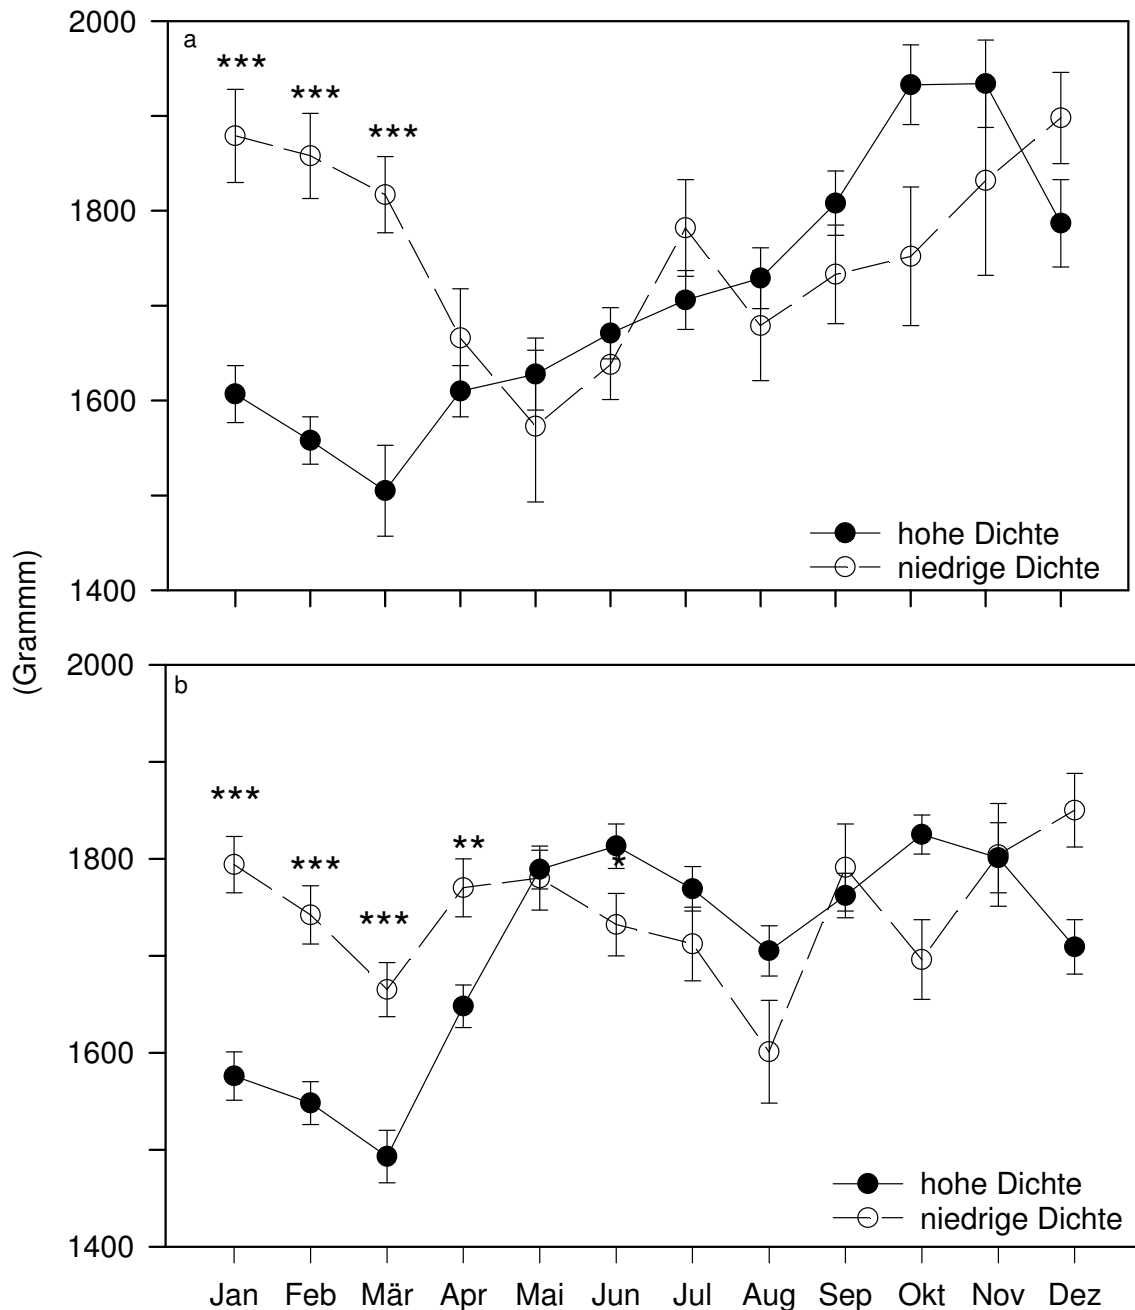 2000
a
***
***
***
1800
1600
hohe Dichte
niedrige Dichte
1400
(Grammm)
2000
b
***
***
**
1800
*
***
1600
hohe Dichte
niedrige Dichte
1400
Jan Feb Mär Apr Mai Jun Jul Aug Sep Okt Nov Dez